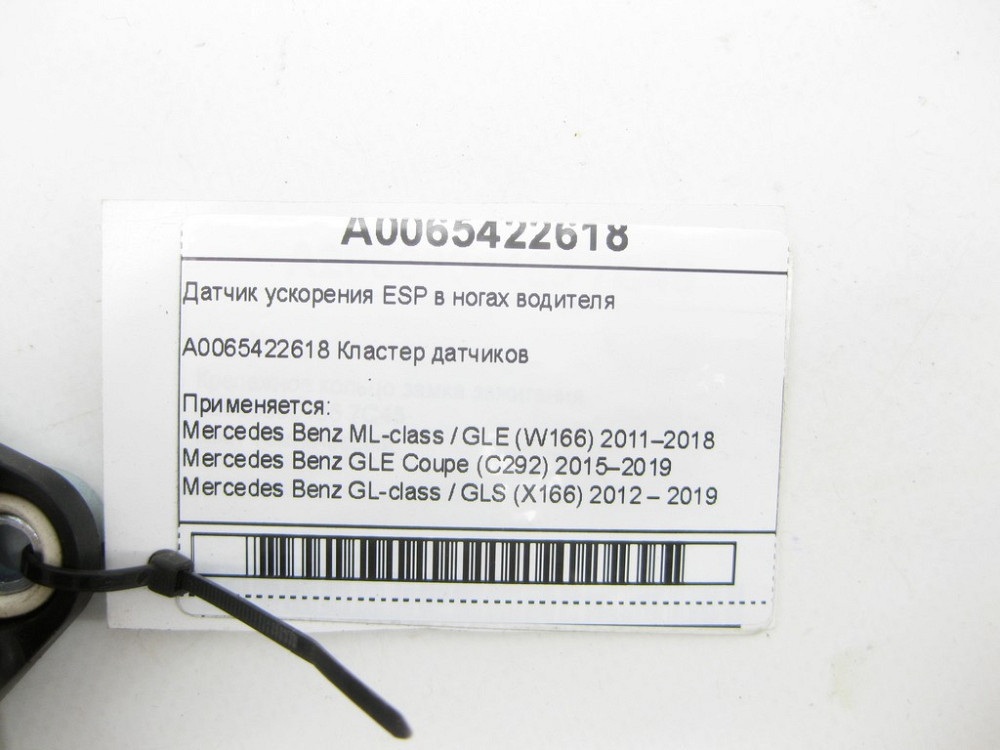 A0065422618
Датчик ускорения ESP в ногах водителя
A0065422618 Кластер датчиков
Применяется:
Mercedes Benz ML-class / GLE (W166) 2011–2018
Mercedes Benz GLE Coupe (C292) 2015–2019
Mercedes Benz GL-class / GLS (X166) 2012 – 2019